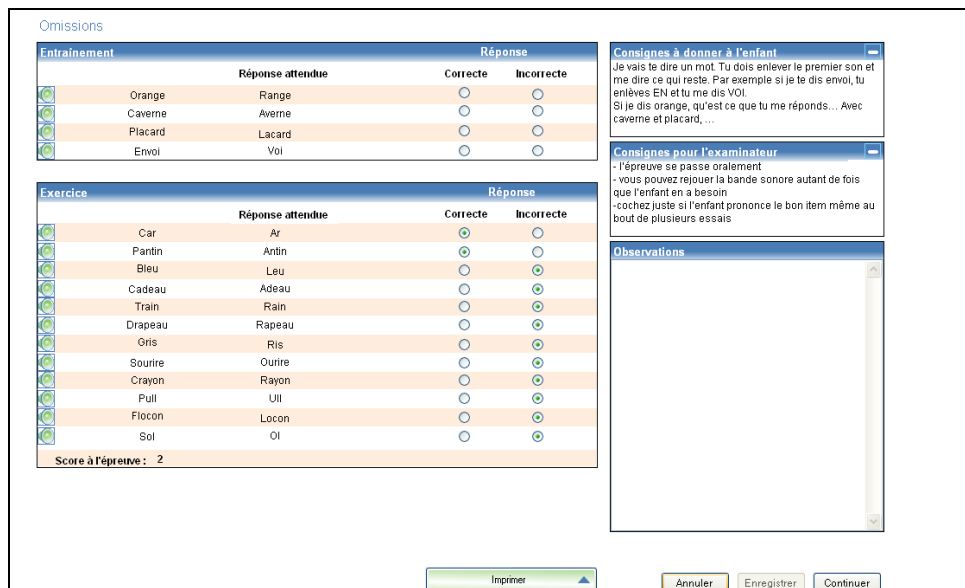 Omissions
Entraînement Réponse
Réponse attendue Correcte Incorrecte
Orange Range
Caverne Averne
Placard Lacard
Envoi Voi
Exercice Réponse
Réponse attendue Correcte Incorrecte
Car Ar
Pantin Antin
Bleu Leu
Cadeau Adeau
Train Rain
Drapeau Rapeau
Gris Ris
Sourire Ourire
Crayon Rayon
Pull Ull
Flocon Locon
Sol Ol
Score à l'épreuve : 2
Consignes à donner à l'enfant
Je vais te dire un mot. Tu dois enlever le premier son et
me dire ce qui reste. Par exemple si je te dis envoi, tu
enlèves EN et tu me dis VOI.
Si je dis orange, qu'est ce que tu me réponds... Avec
caverne et placard, ...
Consignes pour l'examinateur
- l'épreuve se passe oralement
- vous pouvez rejouer la bande sonore autant de fois
que l'enfant en a besoin
-cochez juste si l'enfant prononce le bon item même au
bout de plusieurs essais
Observations
Imprimer
Annuler Enregistrer Continuer